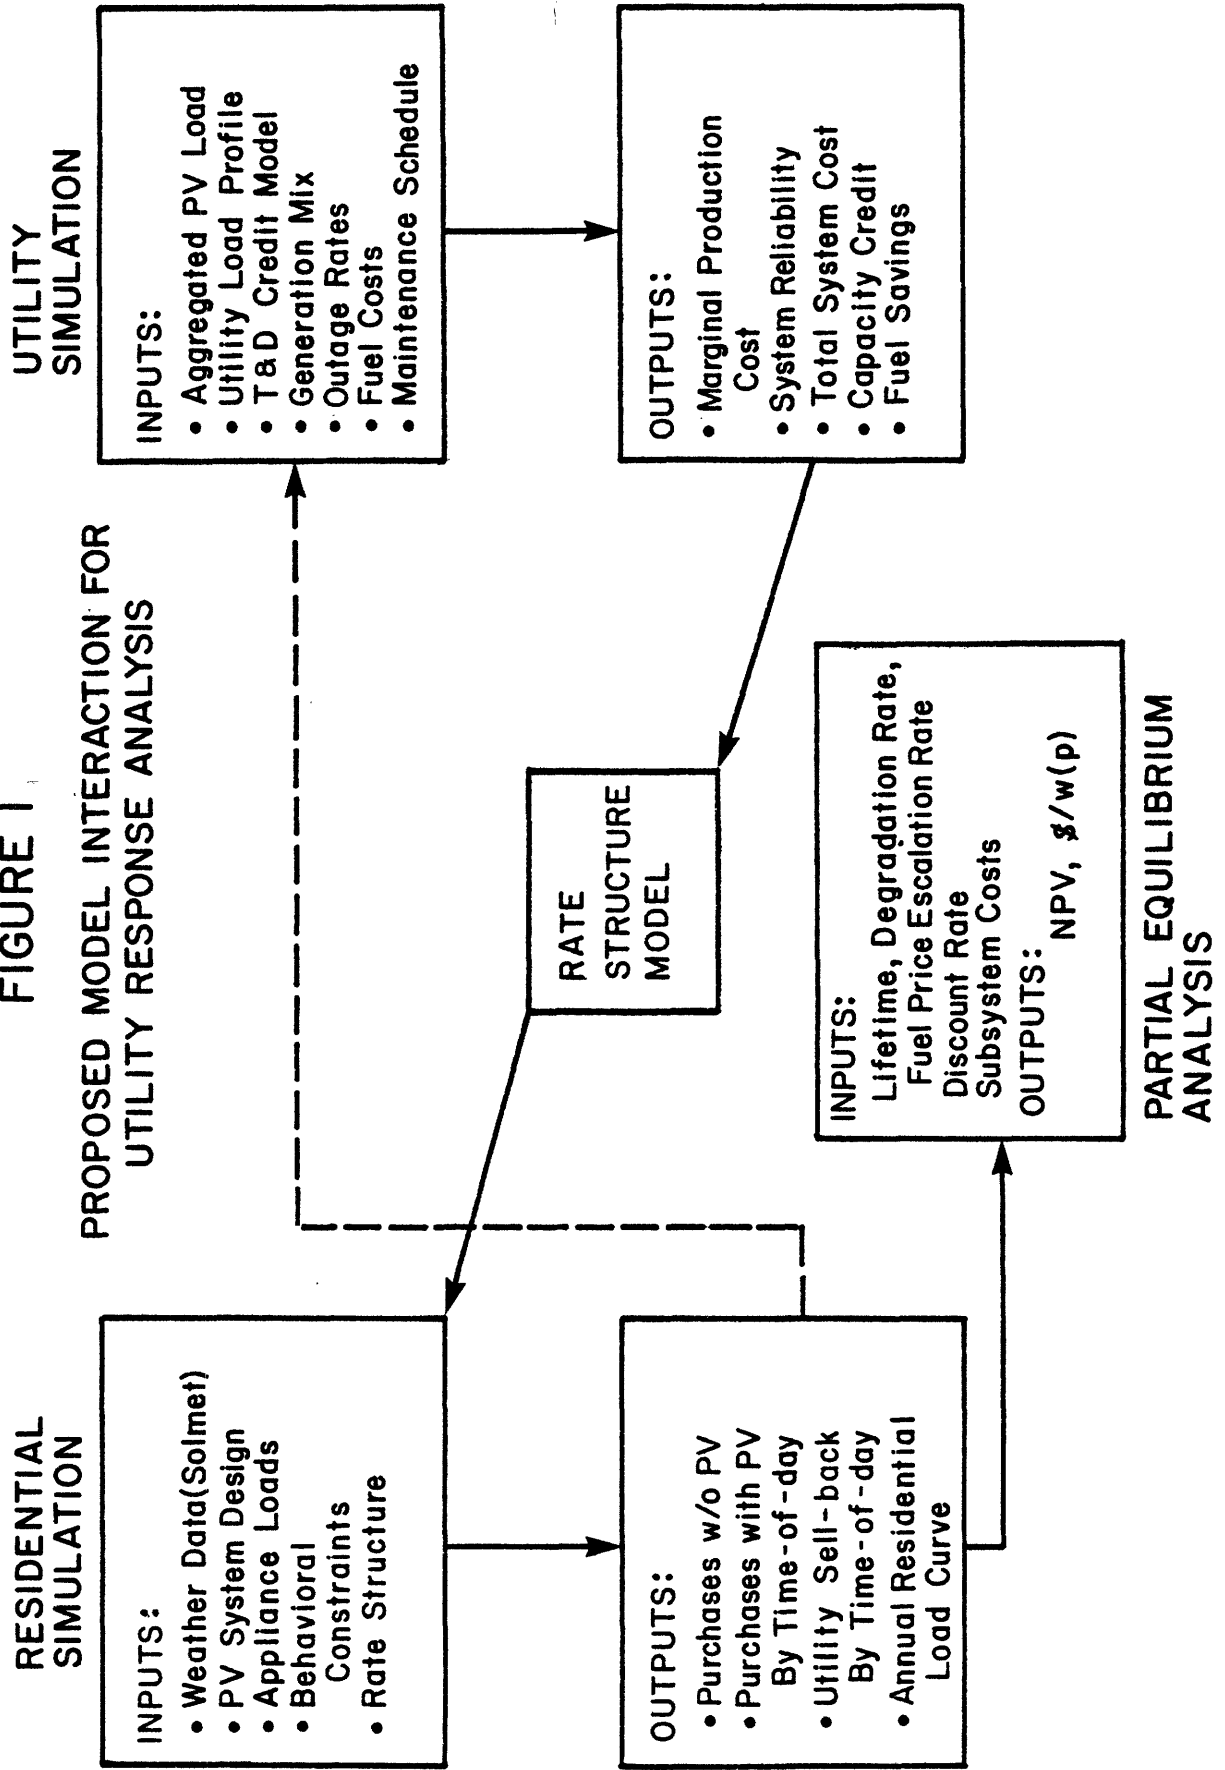 FIGURE 1
PROPOSED MODEL INTERACTION FOR
UTILITY RESPONSE ANALYSIS
RESIDENTIAL
SIMULATION
INPUTS:
• Weather Data(Solmet)
• PV System Design
• Appliance Loads
• Behavioral
Constraints
• Rate Structure
OUTPUTS:
• Purchases w/o PV
• Purchases with PV
By Time-of-day
• Utility Sell-back
By Time-of-day
• Annual Residential
Load Curve
RATE
STRUCTURE
MODEL
UTILITY
SIMULATION
INPUTS:
• Aggregated PV Load
• Utility Load Profile
• T&D Credit Model
• Generation Mix
• Outage Rates
• Fuel Costs
• Maintenance Schedule
OUTPUTS:
• Marginal Production
Cost
• System Reliability
• Total System Cost
• Capacity Credit
• Fuel Savings
INPUTS:
Lifetime, Degradation Rate,
Fuel Price Escalation Rate
Discount Rate
Subsystem Costs
OUTPUTS:
NPV, $/w(p)
PARTIAL EQUILIBRIUM
ANALYSIS